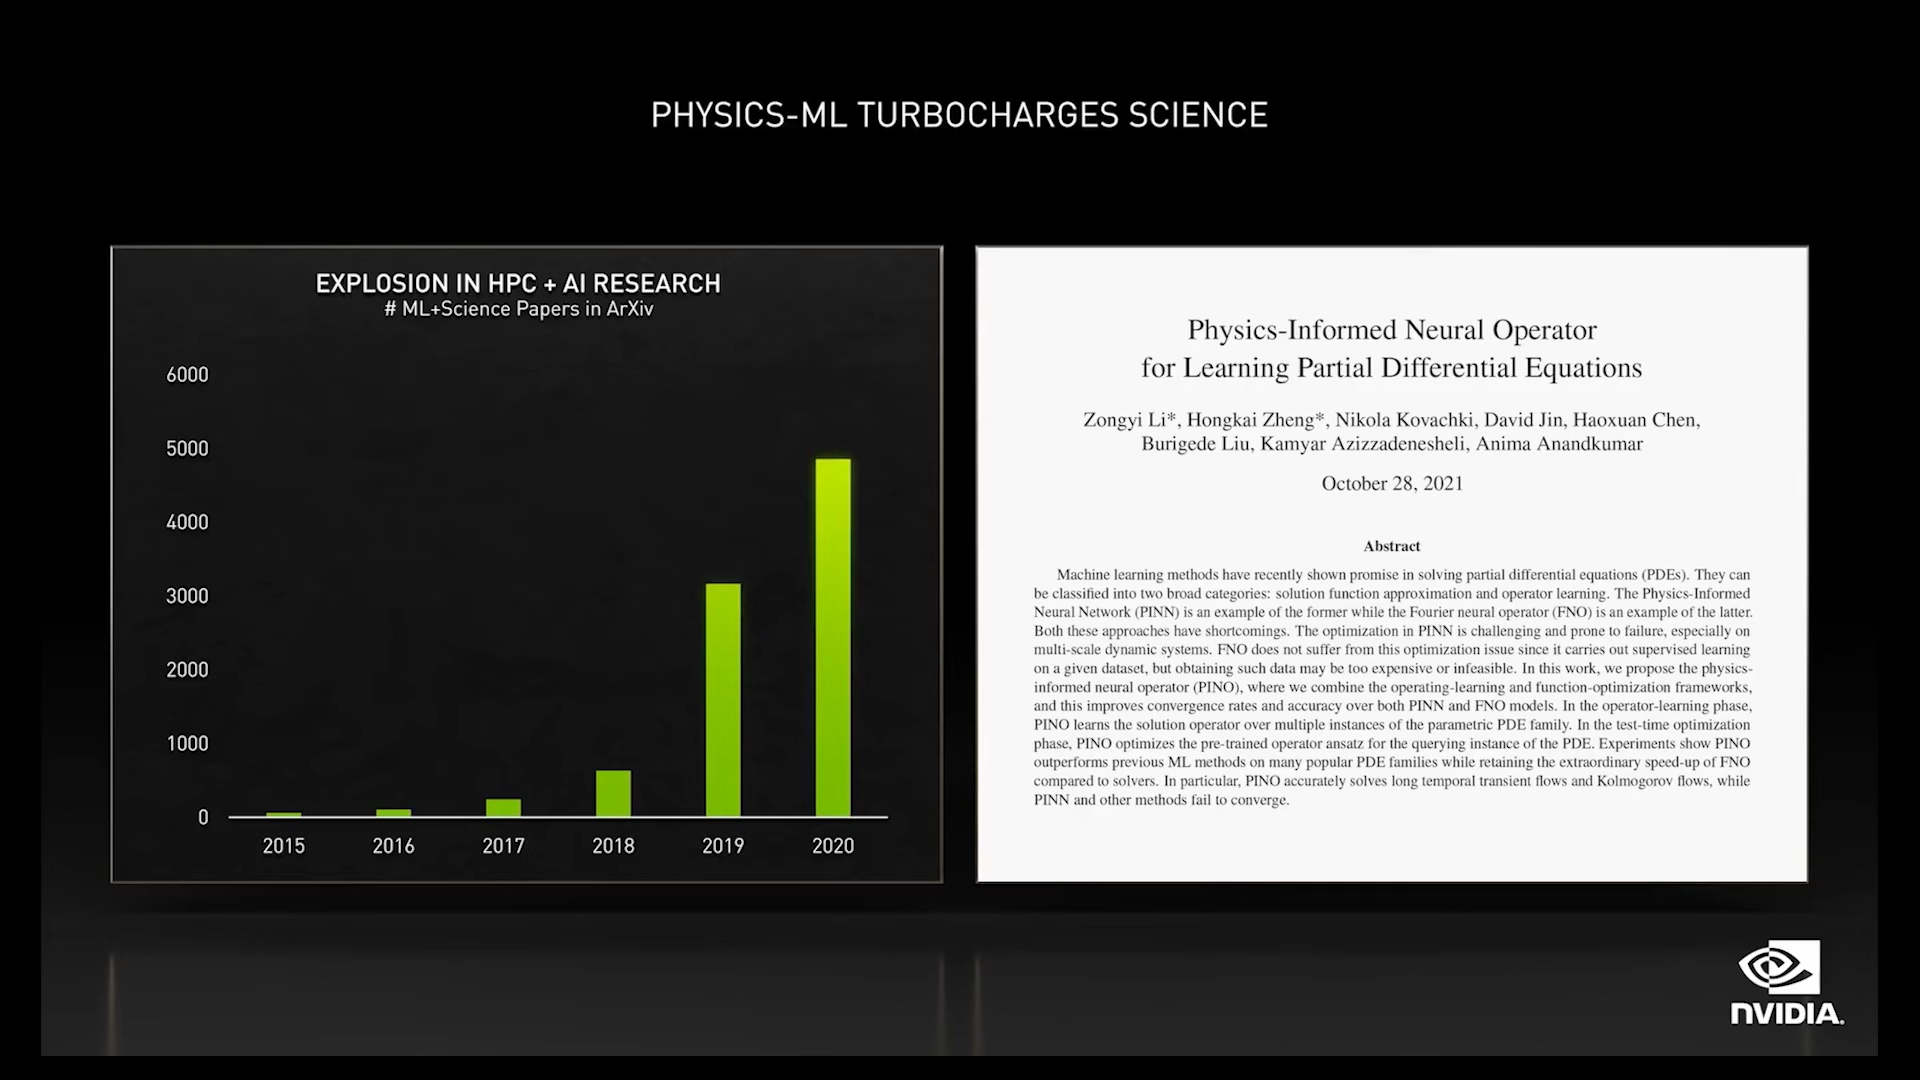 PHYSICS-ML TURBOCHARGES SCIENCE
EXPLOSION IN HPC + AI RESEARCH
# ML+Science Papers in ArXiv
6000
5000
4000
3000
2000
1000
0
2015 2016 2017 2018 2019 2020
Physics-Informed Neural Operator
for Learning Partial Differential Equations
Zongyi Li*, Hongkai Zheng*, Nikola Kovachki, David Jin, Haoxuan Chen,
Burigede Liu, Kamyar Azizzadenesheli, Anima Anandkumar
October 28, 2021
Abstract
Machine learning methods have recently shown promise in solving partial differential equations (PDEs). They can
be classified into two broad categories: solution function approximation and operator learning. The Physics-Informed
Neural Network (PINN) is an example of the former while the Fourier neural operator (FNO) is an example of the latter.
Both these approaches have shortcomings. The optimization in PINN is challenging and prone to failure, especially on
multi-scale dynamic systems. FNO does not suffer from this optimization issue since it carries out supervised learning
on a given dataset, but obtaining such data may be too expensive or infeasible. In this work, we propose the physics-
informed neural operator (PINO), where we combine the operating-learning and function-optimization frameworks,
and this improves convergence rates and accuracy over both PINN and FNO models. In the operator-learning phase,
PINO learns the solution operator over multiple instances of the parametric PDE family. In the test-time optimization
phase, PINO optimizes the pre-trained operator ansatz for the querying instance of the PDE. Experiments show PINO
outperforms previous ML methods on many popular PDE families while retaining the extraordinary speed-up of FNO
compared to solvers. In particular, PINO accurately solves long temporal transient flows and Kolmogorov flows, while
PINN and other methods fail to converge.
NVIDIA.